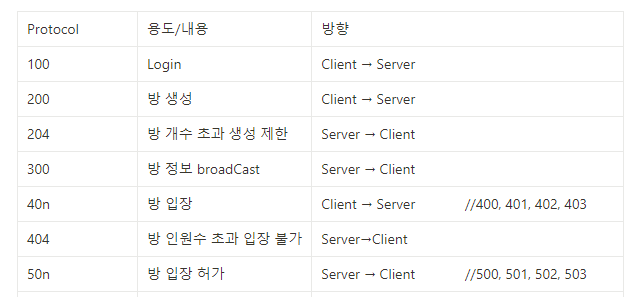 Protocol 용도/내용 방향
100 Login Client → Server
200 방 생성 Client → Server
204 방 개수 초과 생성 제한 Server → Client
300 방 정보 broadCast Server → Client
40n 방 입장 Client → Server //400, 401, 402, 403
404 방 인원수 초과 입장 불가 Server→Client
50n 방 입장 허가 Server → Client //500, 501, 502, 503